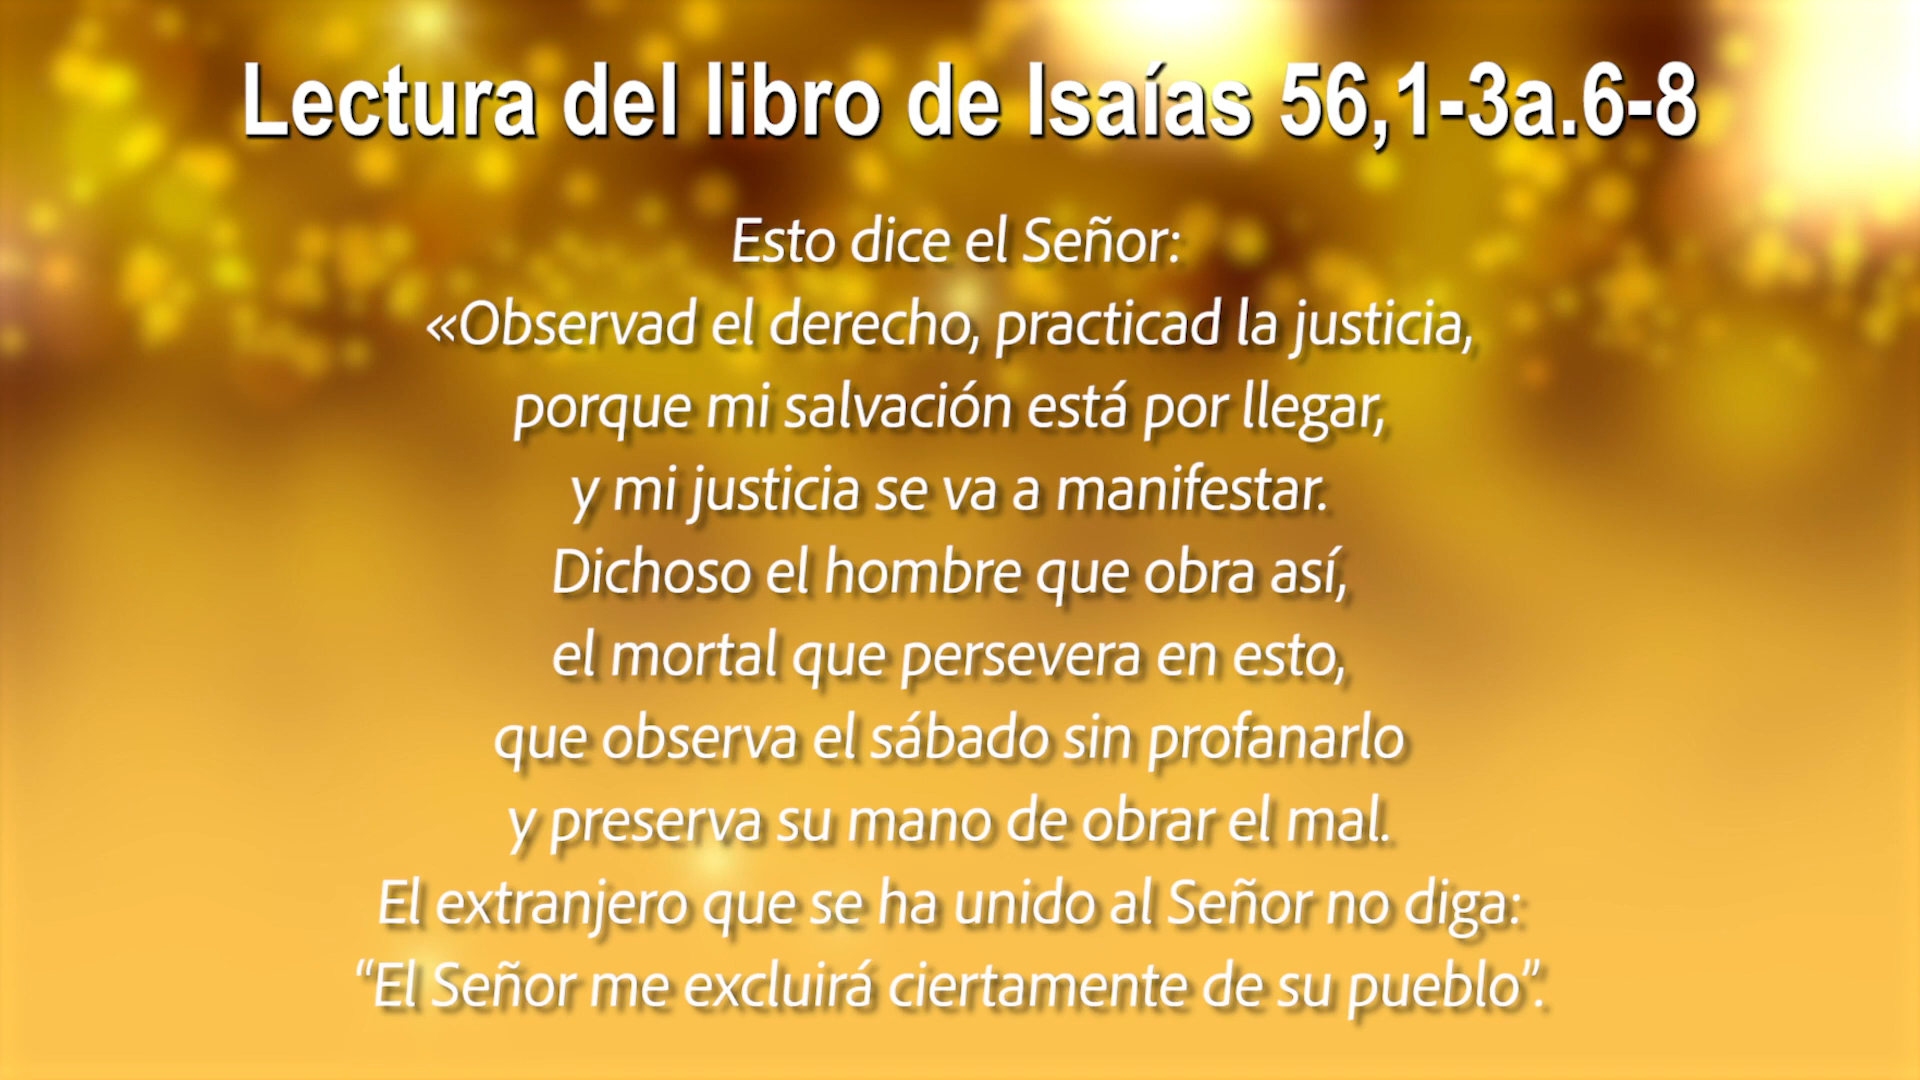 Lectura del libro de Isaías 56,1-3a.6-8
Esto dice el Señor:
«Observad el derecho, practicad la justicia,
porque mi salvación está por llegar,
y mi justicia se va a manifestar.
Dichoso el hombre que obra así,
el mortal que persevera en esto,
que observa el sábado sin profanarlo
y preserva su mano de obrar el mal.
El extranjero que se ha unido al Señor no diga:
“El Señor me excluirá ciertamente de su pueblo”.